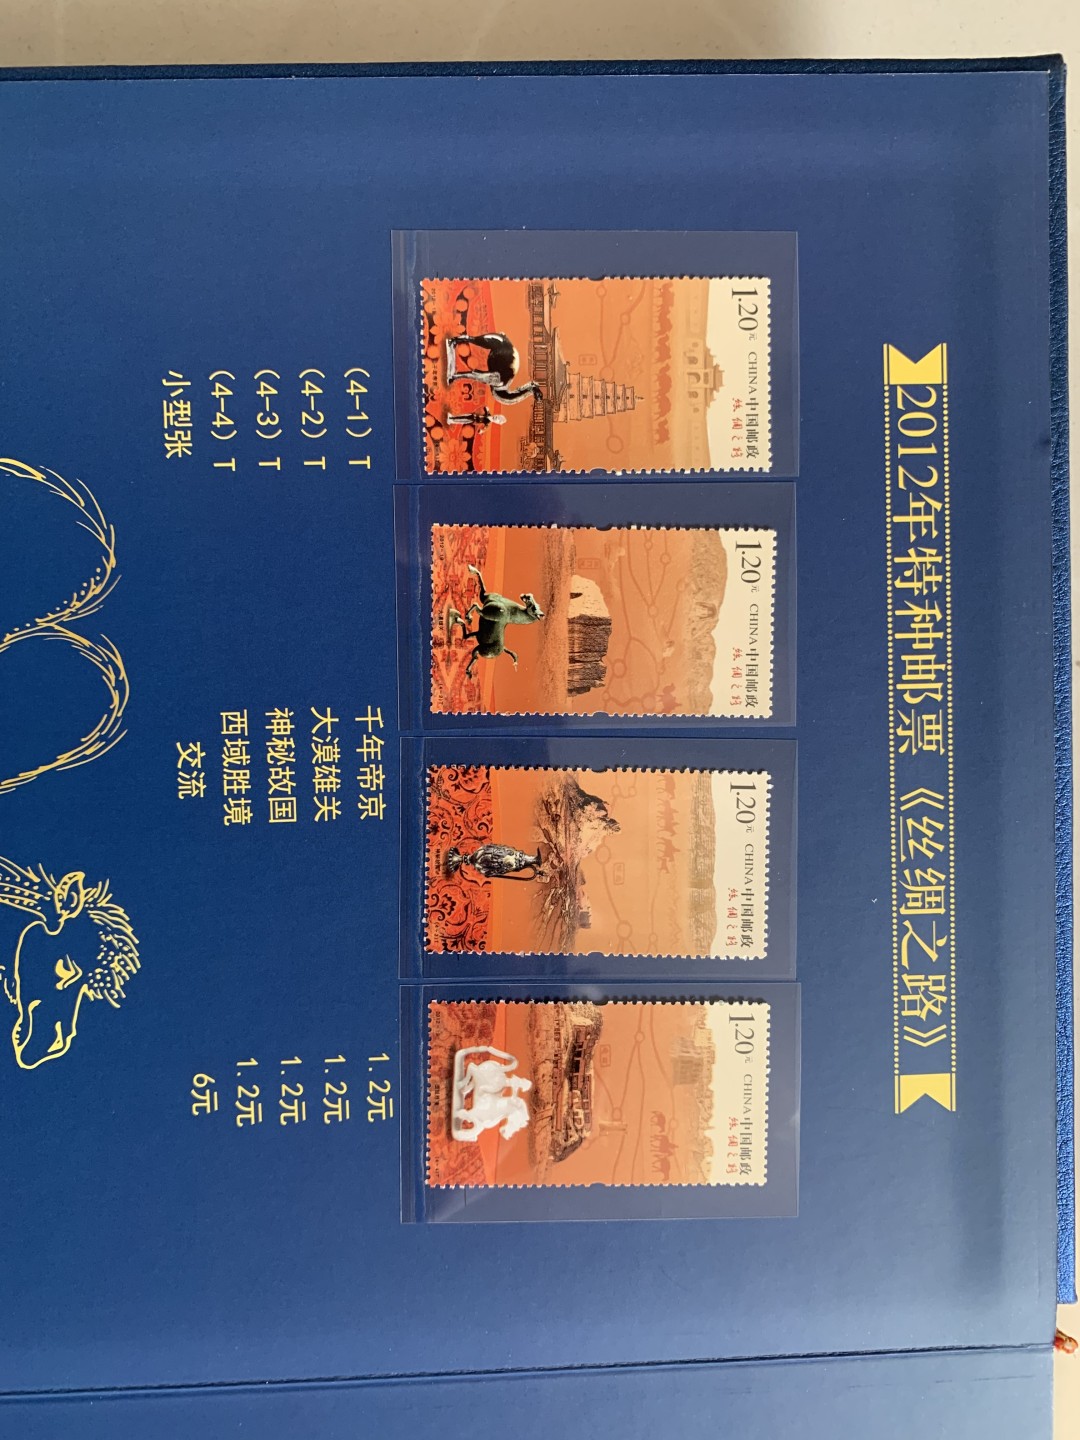 2012年特种邮票《丝绸之路》
1.20元 CHINA 中国邮政
丝绸之路
1.20元 CHINA 中国邮政
丝绸之路
1.20元 CHINA 中国邮政
丝绸之路
1.20元 CHINA 中国邮政
丝绸之路
(4-1) T 千年帝京 1.2元
(4-2) T 大漠雄关 1.2元
(4-3) T 神秘故国 1.2元
(4-4) T 西域胜境 1.2元
小型张 交流 6元